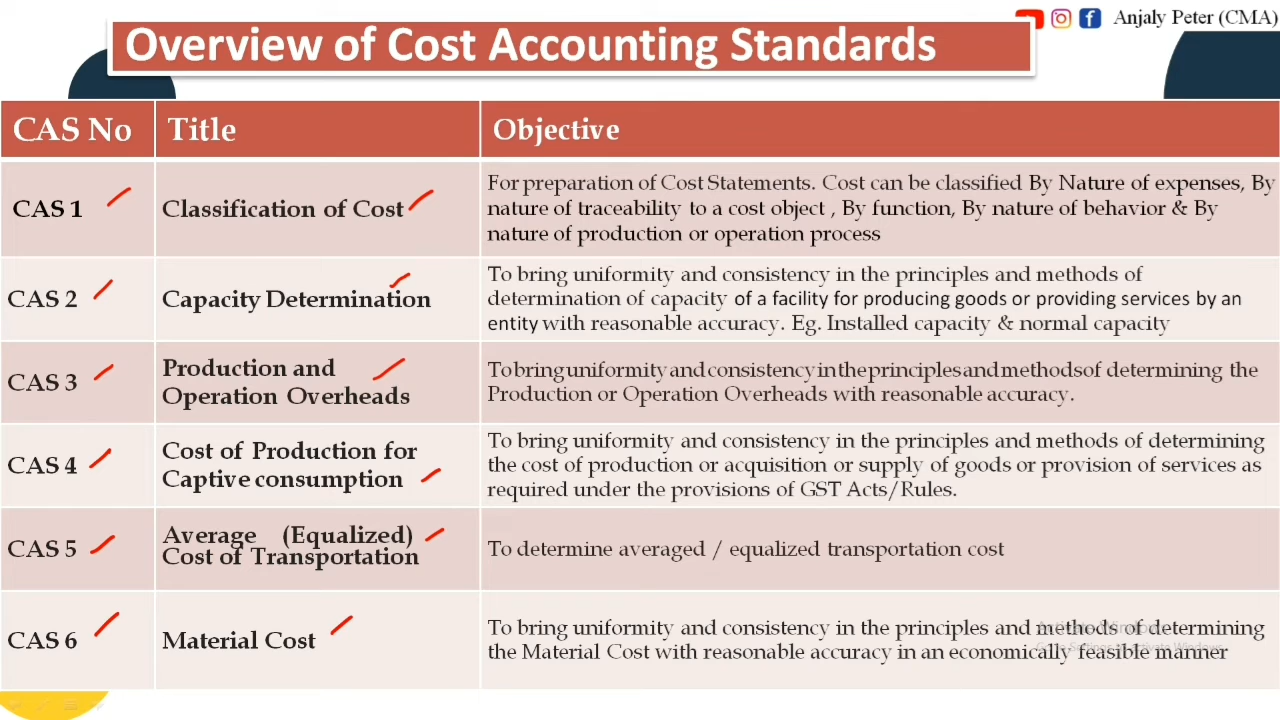 Anjaly Peter (CMA)
Overview of Cost Accounting Standards
CAS No
Title
Objective
CAS 1
Classification of Cost
For preparation of Cost Statements. Cost can be classified By Nature of expenses, By
nature of traceability to a cost object , By function, By nature of behavior & By
nature of production or operation process
CAS 2
Capacity Determination
To bring uniformity and consistency in the principles and methods of
determination of capacity of a facility for producing goods or providing services by an
entity with reasonable accuracy. Eg. Installed capacity & normal capacity
CAS 3
Production and
Operation Overheads
To bring uniformity and consistency in the principles and methods of determining the
Production or Operation Overheads with reasonable accuracy.
CAS 4
Cost of Production for
Captive consumption
To bring uniformity and consistency in the principles and methods of determining
the cost of production or acquisition or supply of goods or provision of services as
required under the provisions of GST Acts/Rules.
CAS 5
Average (Equalized)
Cost of Transportation
To determine averaged / equalized transportation cost
CAS 6
Material Cost
To bring uniformity and consistency in the principles and methods of determining
the Material Cost with reasonable accuracy in an economically feasible manner
Activate Windows
Go to Settings to activate Windows.